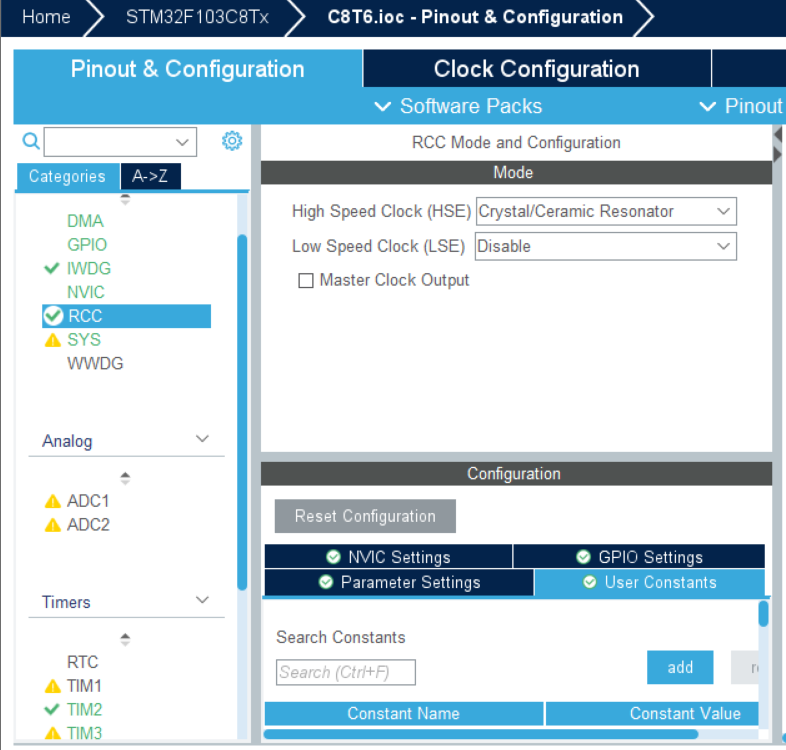 Home STM32F103C8Tx C8T6.ioc - Pinout & Configuration
Pinout & Configuration Clock Configuration
Software Packs Pinout
RCC Mode and Configuration
Categories A->Z
Mode
DMA
GPIO
IWDG
NVIC
RCC
SYS
WWDG
Analog
ADC1
ADC2
Timers
RTC
TIM1
TIM2
TIM3
High Speed Clock (HSE) Crystal/Ceramic Resonator
Low Speed Clock (LSE) Disable
Master Clock Output
Configuration
Reset Configuration
NVIC Settings GPIO Settings
Parameter Settings User Constants
Search Constants
Search (Ctrl+F) add
Constant Name Constant Value